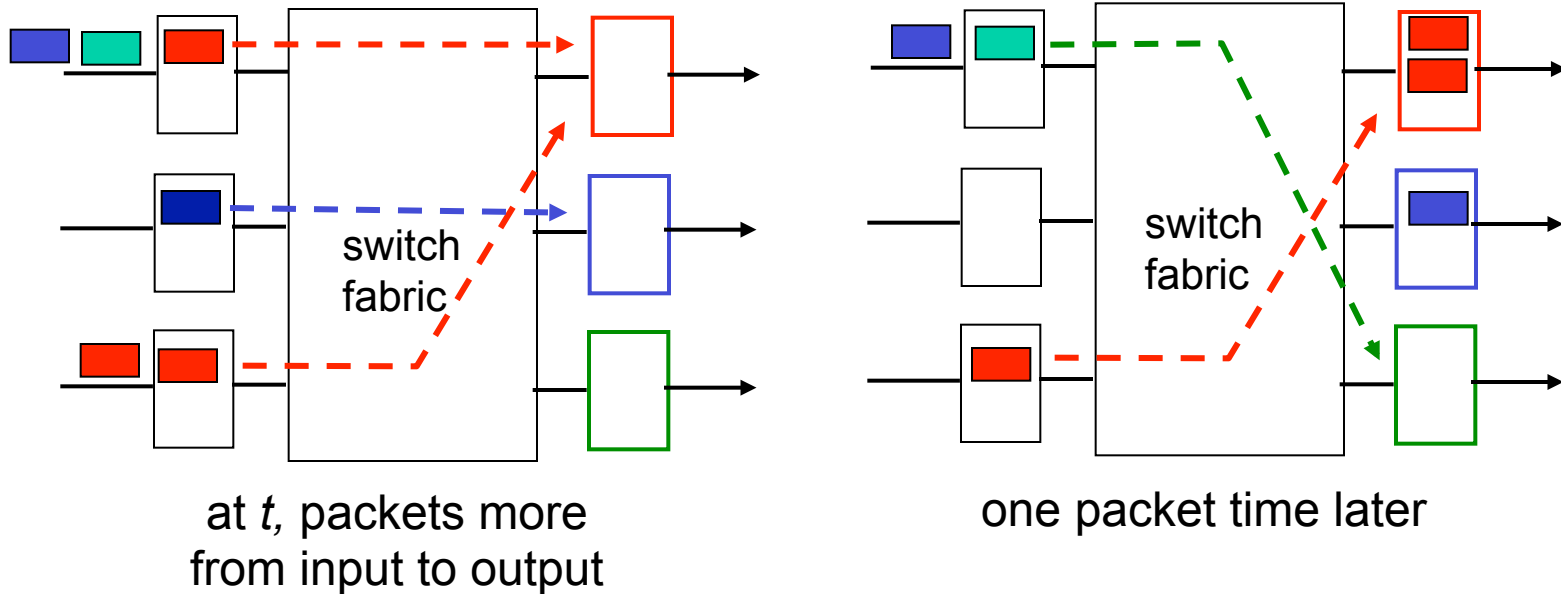 switch
fabric
at t, packets more
from input to output
switch
fabric
one packet time later